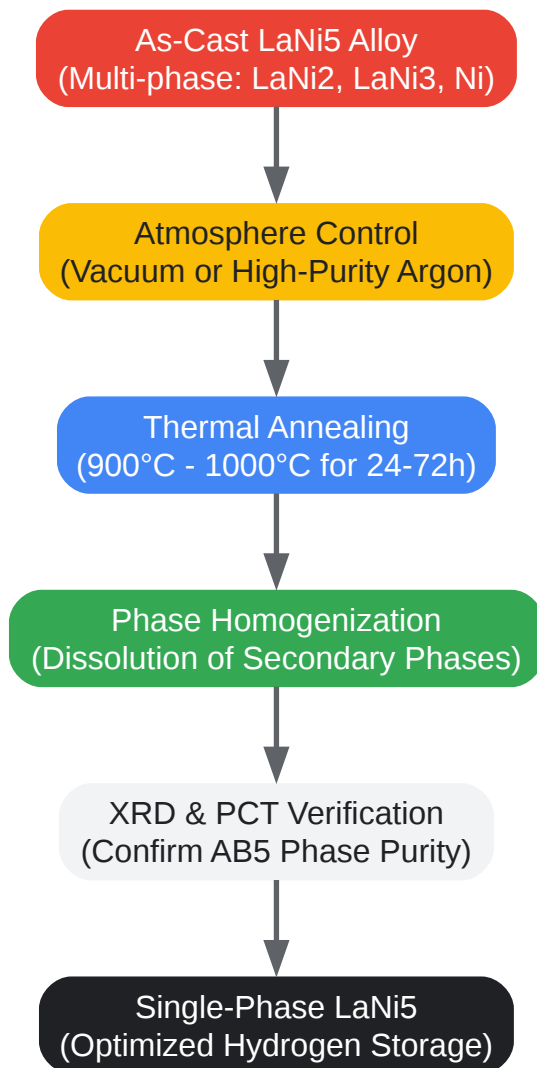 As-Cast LaNi5 Alloy
(Multi-phase: LaNi2, LaNi3, Ni)
Atmosphere Control
(Vacuum or High-Purity Argon)
Thermal Annealing
(900°C - 1000°C for 24-72h)
Phase Homogenization
(Dissolution of Secondary Phases)
XRD & PCT Verification
(Confirm AB5 Phase Purity)
Single-Phase LaNi5
(Optimized Hydrogen Storage)